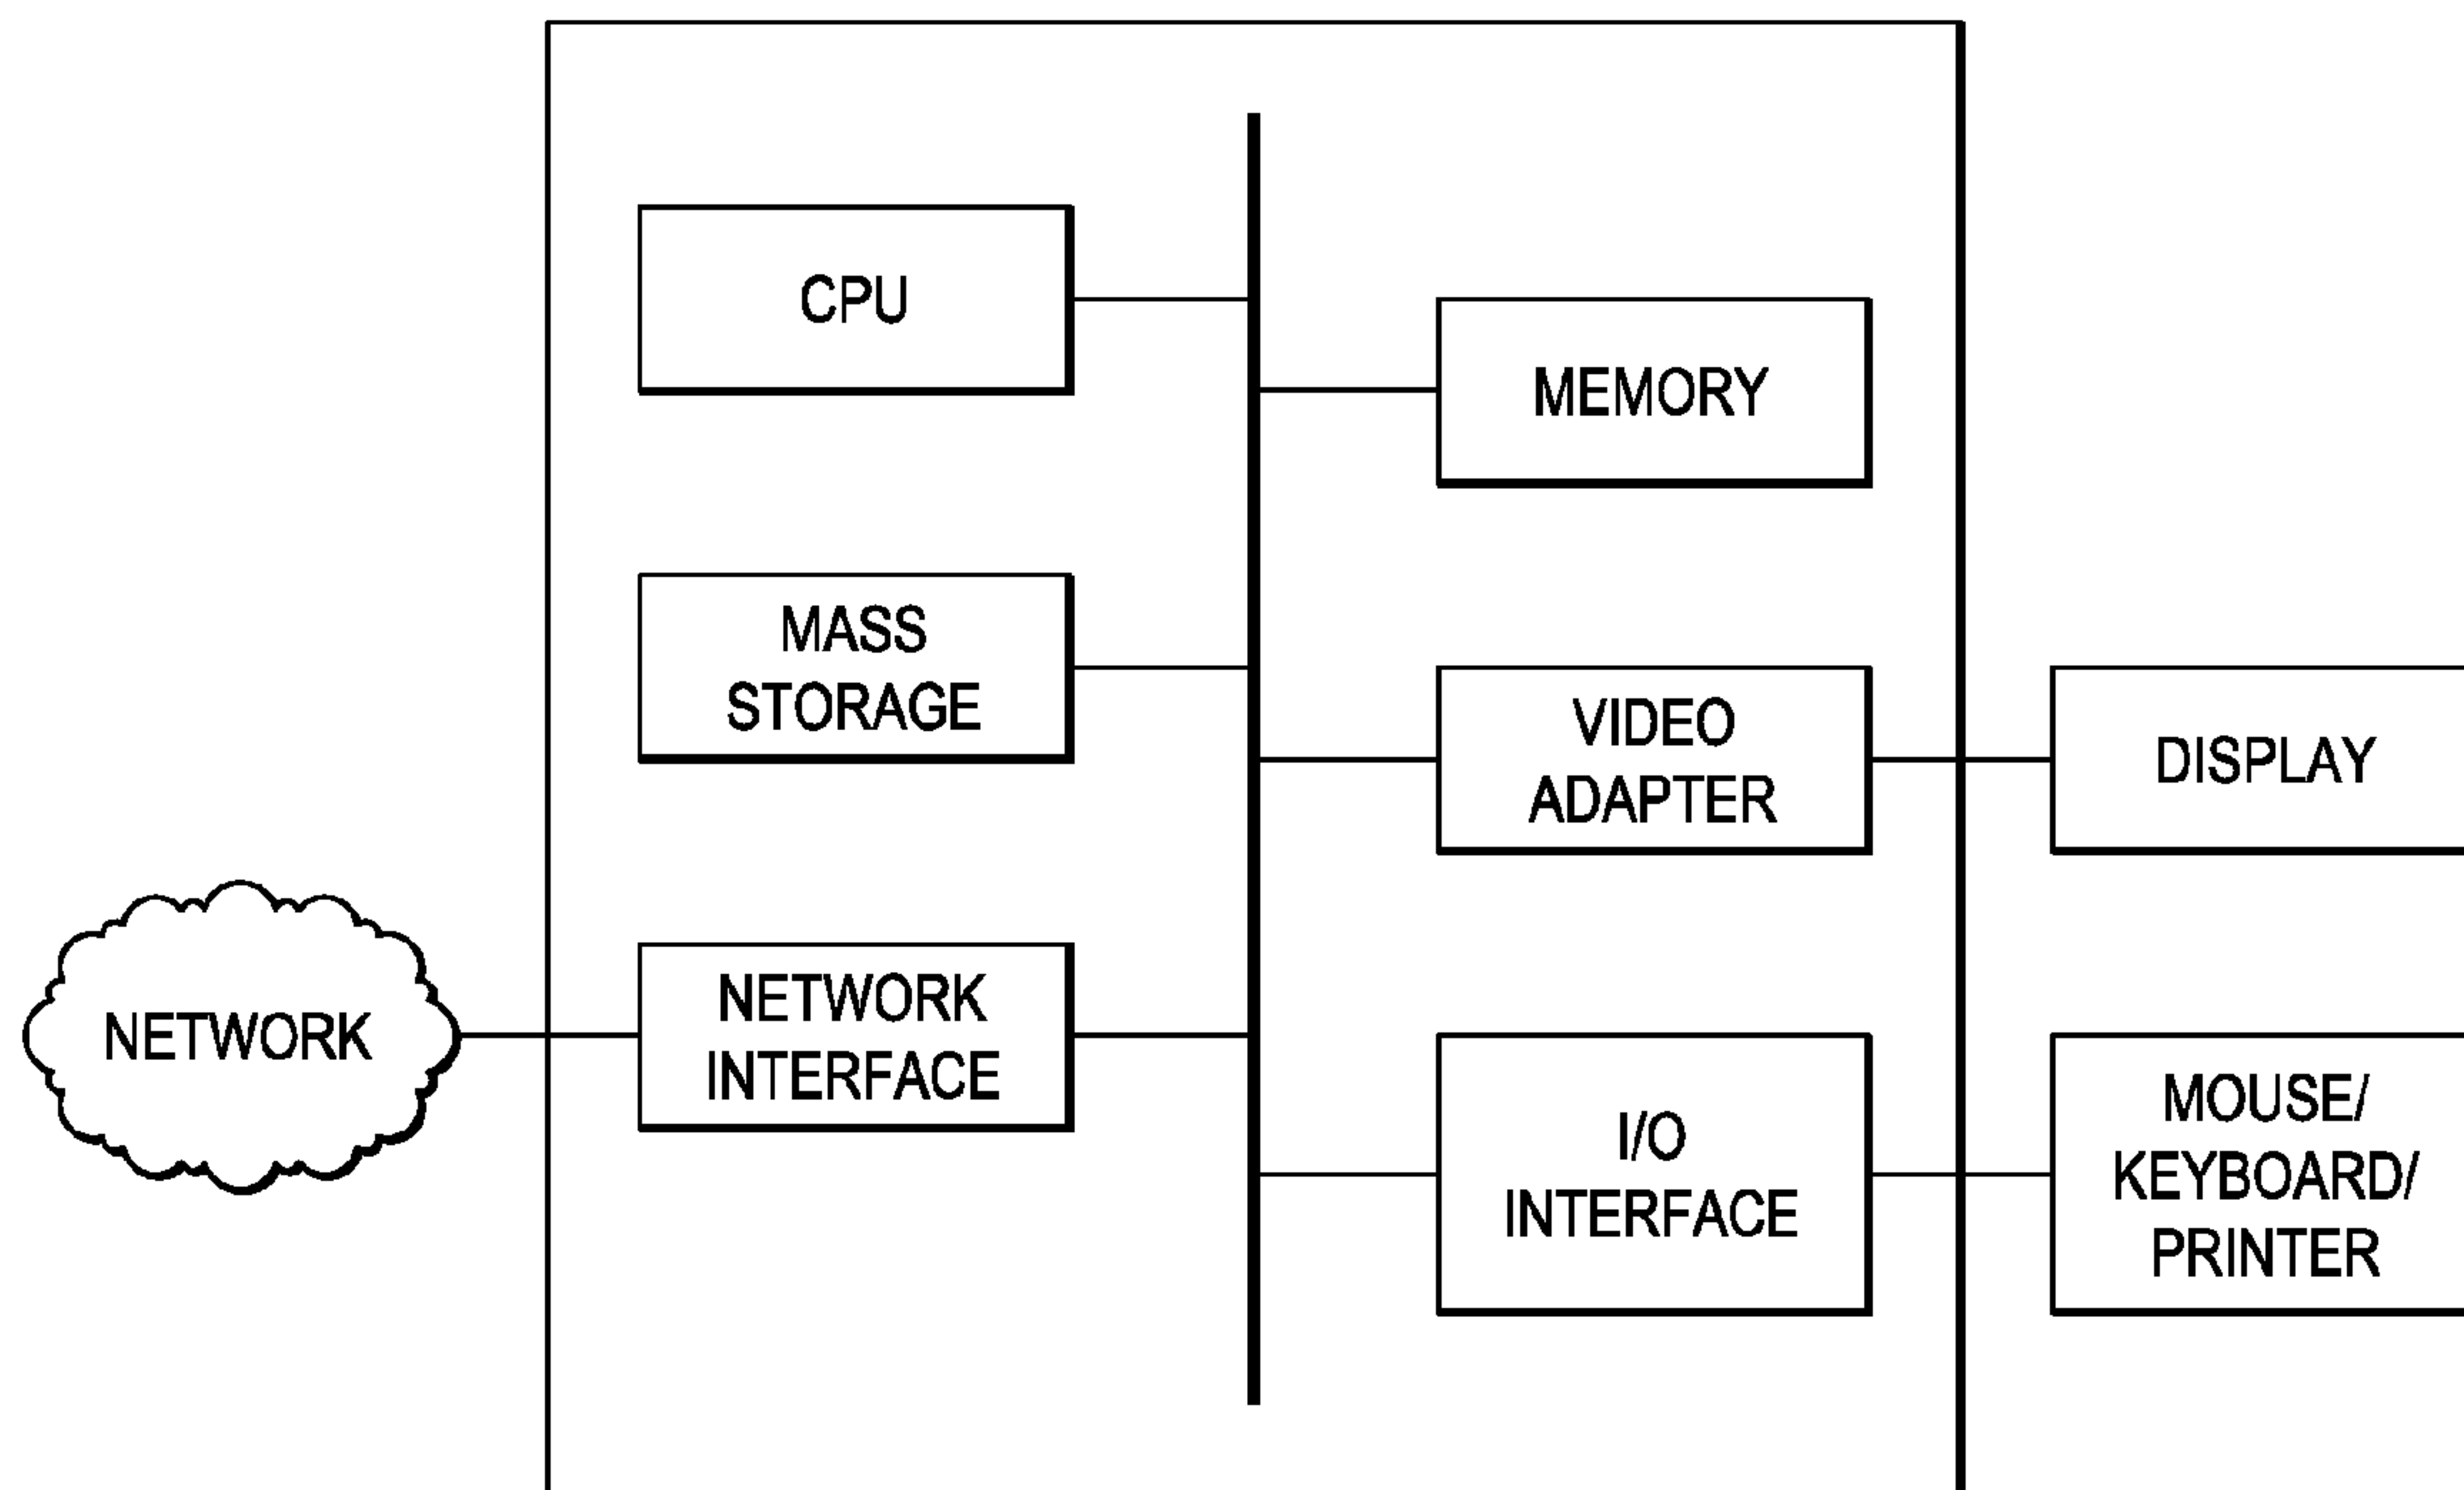 CPU
MEMORY
MASS
STORAGE
VIDEO
ADAPTER
DISPLAY
NETWORK
NETWORK
INTERFACE
I/O
INTERFACE
MOUSE/
KEYBOARD/
PRINTER